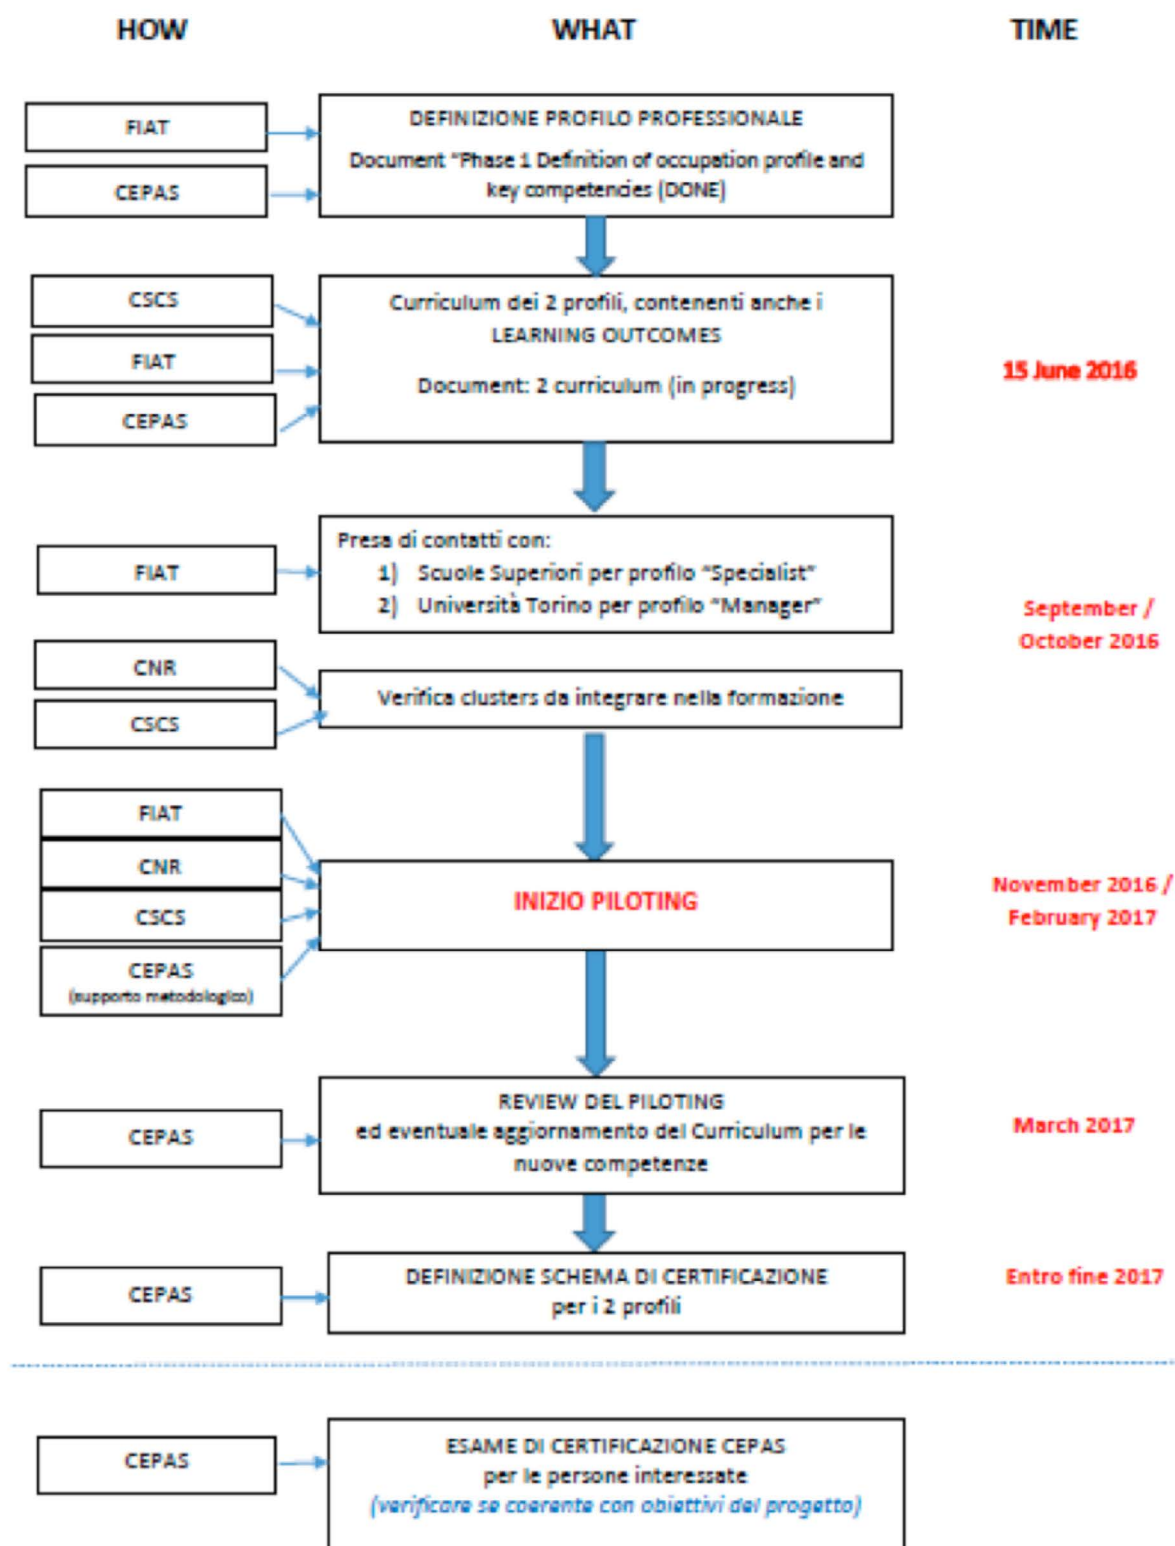 HOW WHAT TIME
FIAT
CEPAS
DEFINIZIONE PROFILO PROFESSIONALE
Document "Phase 1 Definition of occupation profile and
key competencies (DONE)
CSCS
FIAT
CEPAS
Curriculum dei 2 profili, contenenti anche i
LEARNING OUTCOMES
Document: 2 curriculum (in progress)
15 June 2016
FIAT
Presa di contatti con:
1) Scuole Superiori per profilo "Specialist"
2) Università Torino per profilo "Manager"
September /
October 2016
CNR
CSCS
Verifica clusters da integrare nella formazione
FIAT
CNR
CSCS
CEPAS
(supporto metodologico)
INIZIO PILOTING
November 2016 /
February 2017
CEPAS
REVIEW DEL PILOTING
ed eventuale aggiornamento del Curriculum per le
nuove competenze
March 2017
CEPAS
DEFINIZIONE SCHEMA DI CERTIFICAZIONE
per i 2 profili
Entro fine 2017
CEPAS
ESAME DI CERTIFICAZIONE CEPAS
per le persone interessate
(verificare se coerente con obiettivi del progetto)